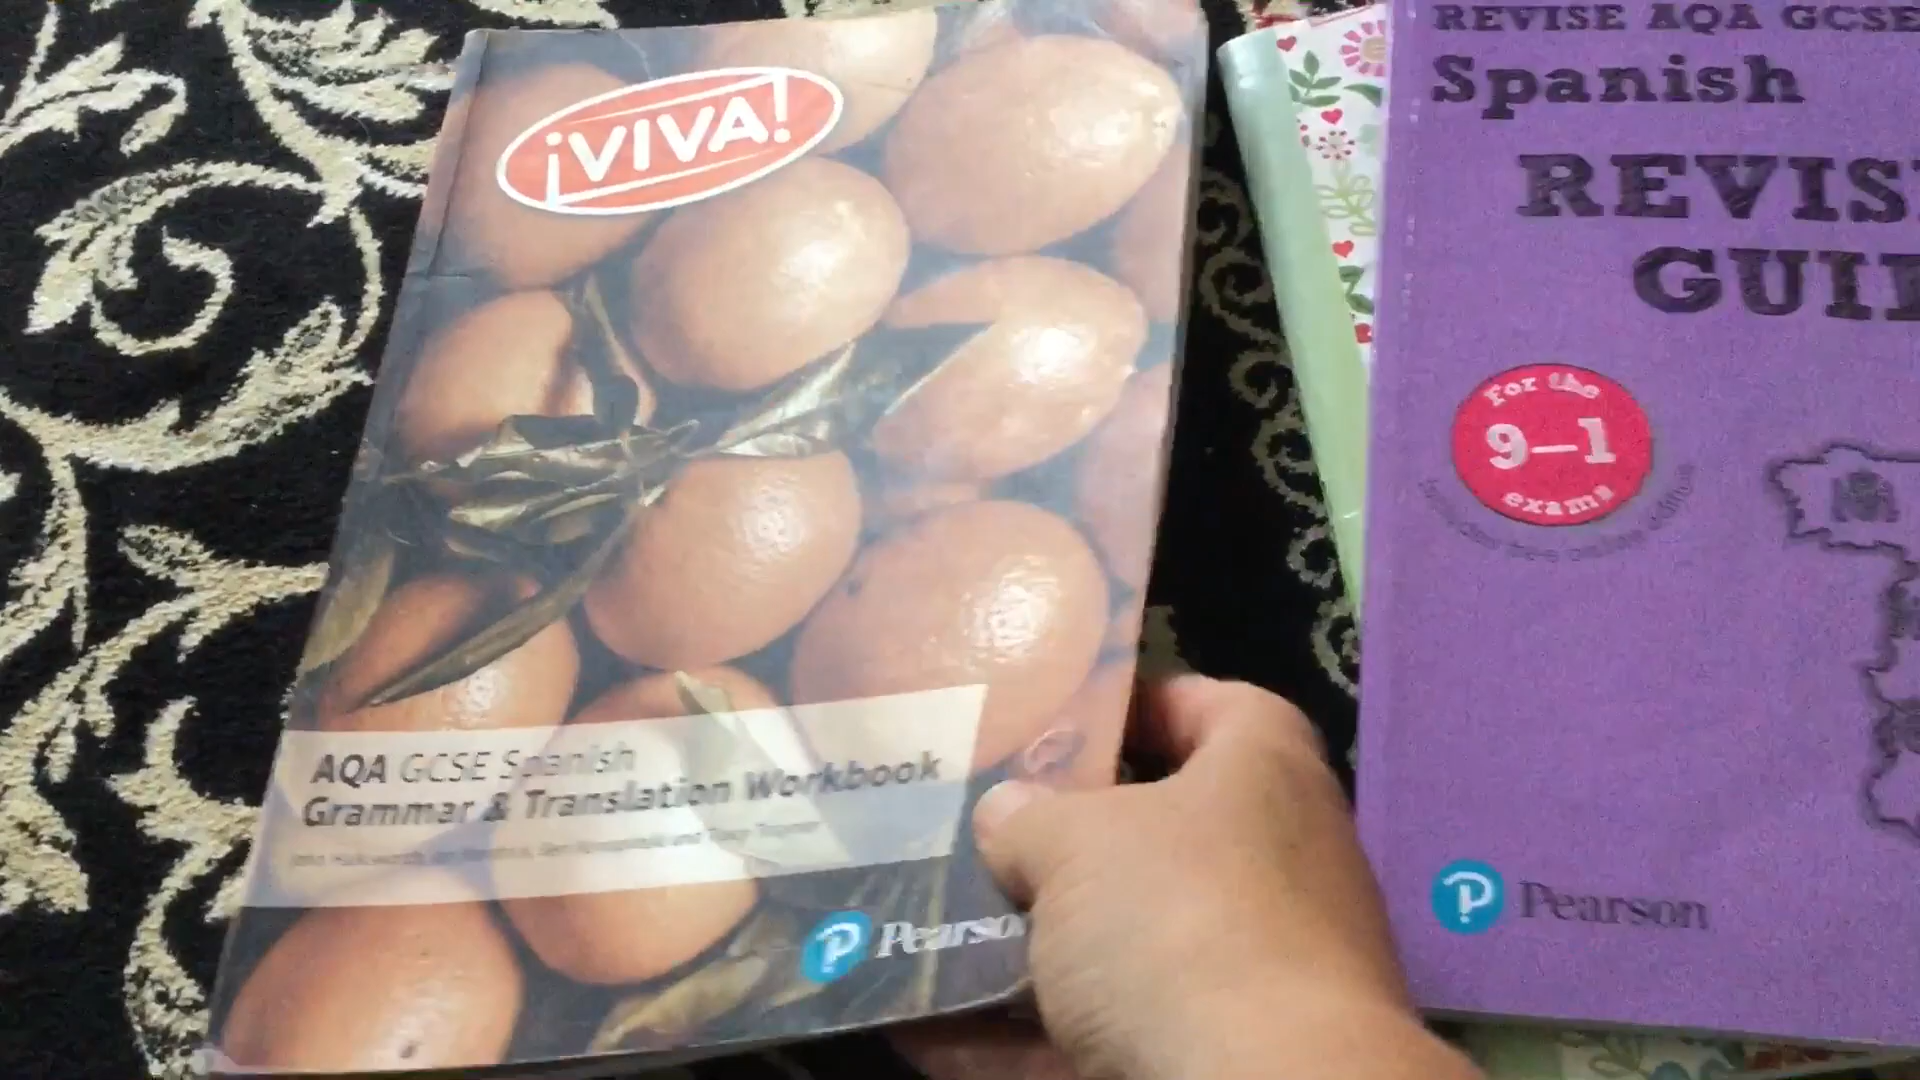 ¡VIVA!
AQA GCSE Spanish
Grammar & Translation Workbook
Pearson
REVISE AQA GCSE
Spanish
REVIS
GUI
For the
9–1
exams
Pearson